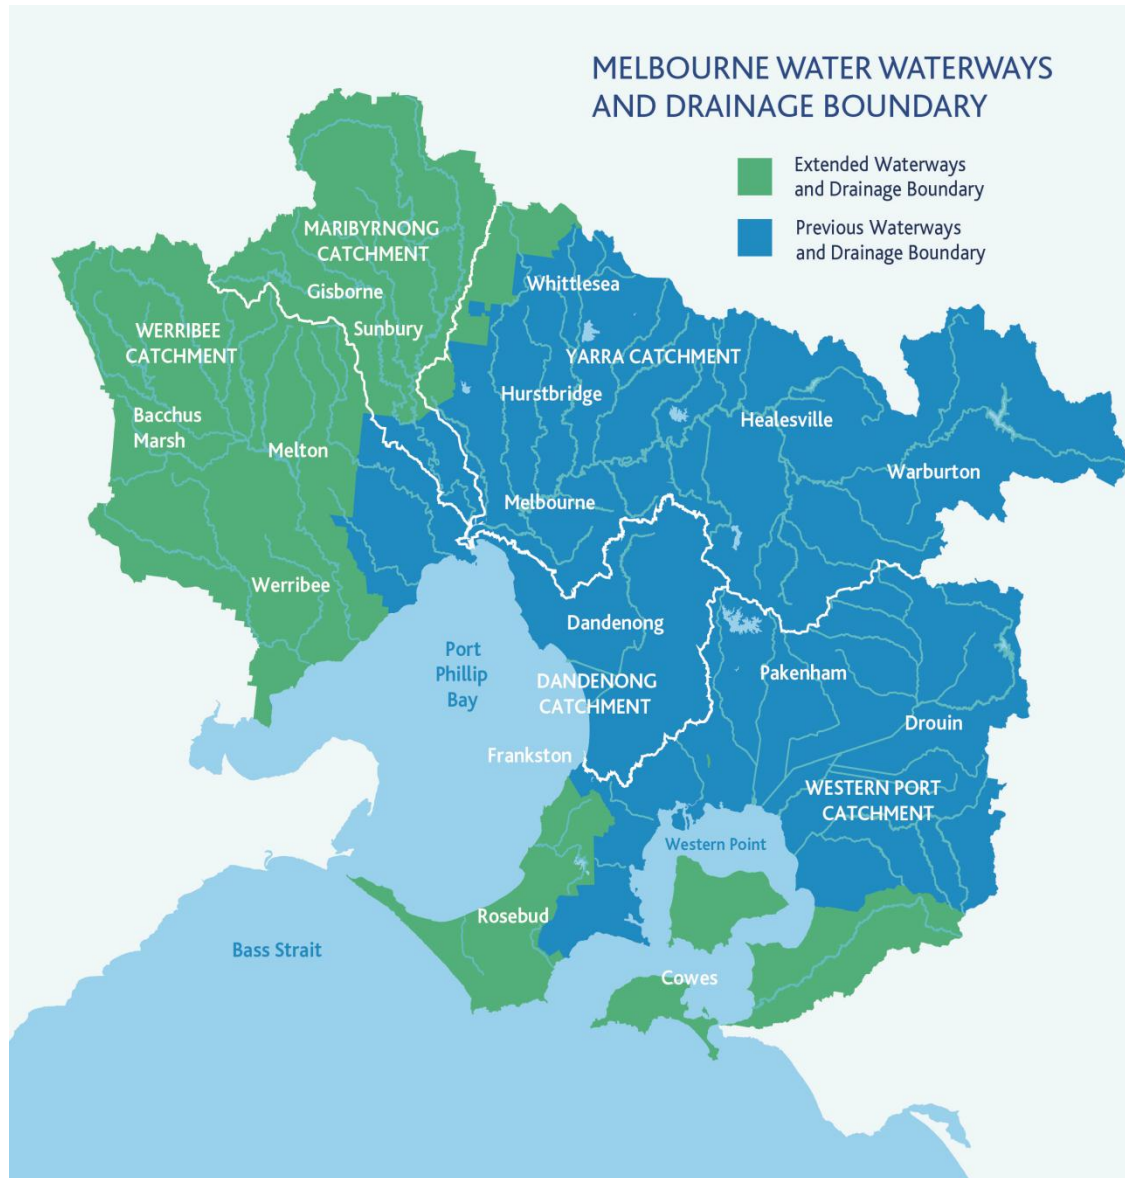 MELBOURNE WATER WATERWAYS
AND DRAINAGE BOUNDARY
Extended Waterways
and Drainage Boundary
Previous Waterways
and Drainage Boundary
MARIBYRNONG
CATCHMENT
Gisborne
Sunbury
Whittlesea
WERRIBEE
CATCHMENT
YARRA CATCHMENT
Hurstbridge
Bacchus
Marsh
Melton
Healesville
Warburton
Melbourne
Werribee
Dandenong
Port
Phillip
Bay
DANDENONG
CATCHMENT
Pakenham
Drouin
Frankston
WESTERN PORT
CATCHMENT
Western Point
Rosebud
Bass Strait
Cowes